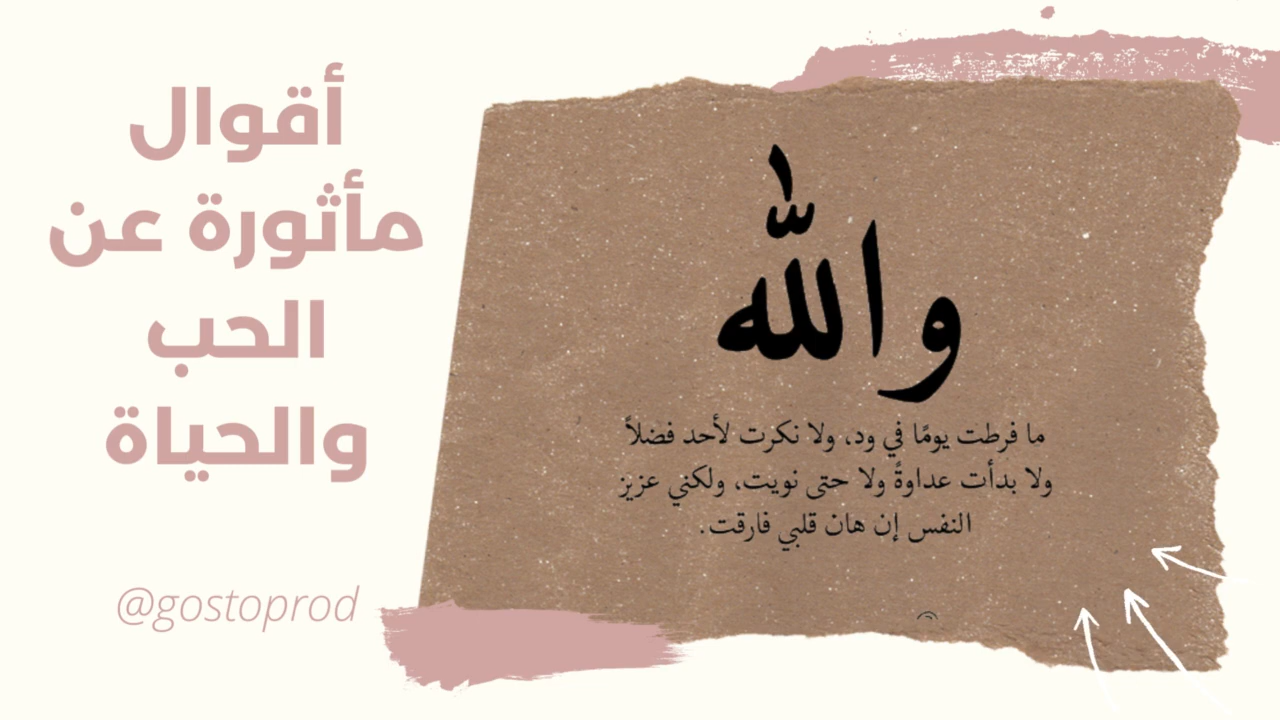 أقوال
مأثورة عن
الحب
والحياة
@gostoprod
والله
ما فرطت يومًا في ود، ولا نكرت لأحد فضلاً
ولا بدأت عداوةً ولا حتى نويت، ولكني عزيز
النفس إن هان قلبي فارقت.